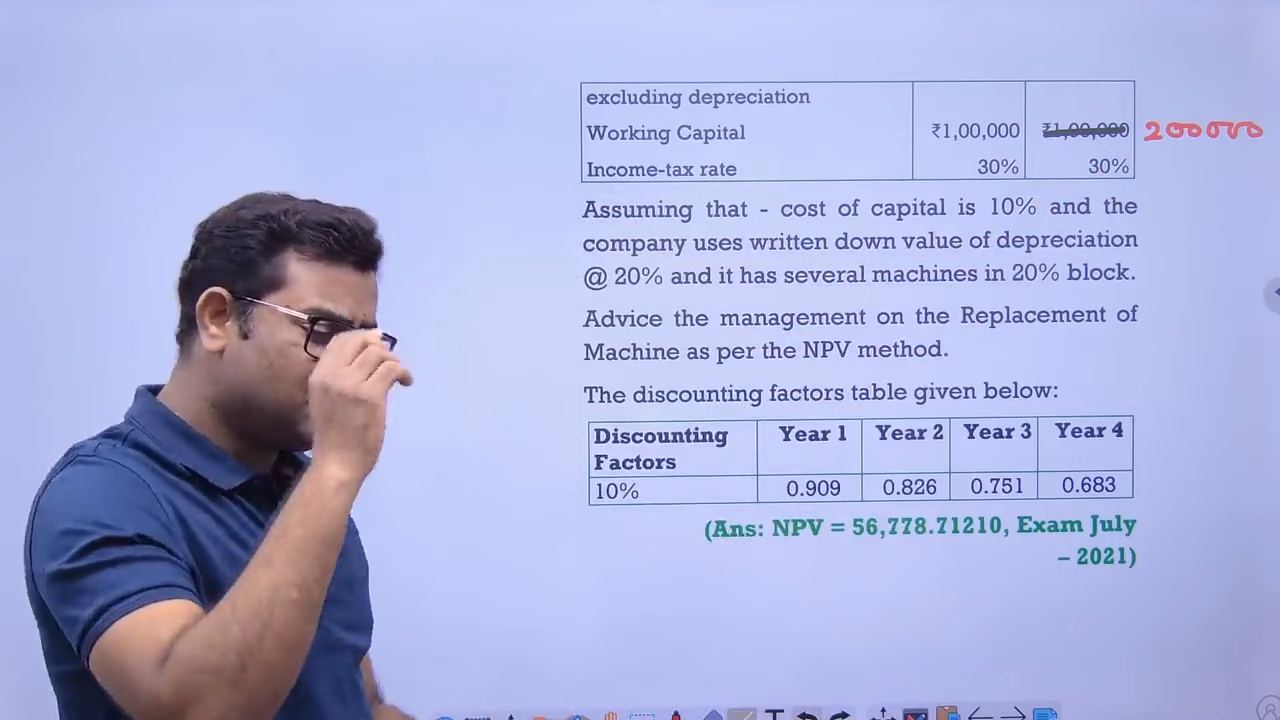 excluding depreciation
Working Capital ₹1,00,000 ₹1,00,000 200000
Income-tax rate 30% 30%
Assuming that - cost of capital is 10% and the
company uses written down value of depreciation
@ 20% and it has several machines in 20% block.
Advice the management on the Replacement of
Machine as per the NPV method.
The discounting factors table given below:
Discounting Factors Year 1 Year 2 Year 3 Year 4
10% 0.909 0.826 0.751 0.683
(Ans: NPV = 56,778.71210, Exam July
– 2021)